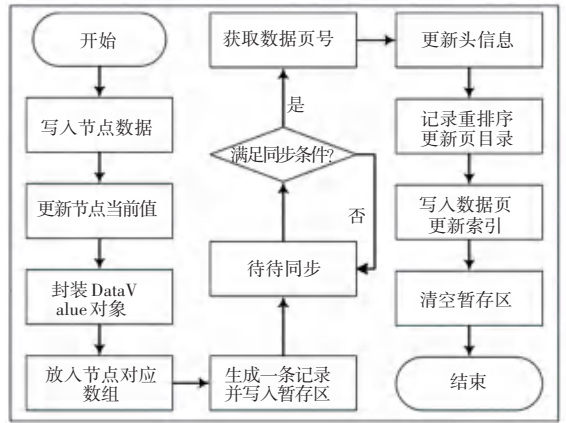 开始
写入节点数据
更新节点当前值
封装DataV
alue对象
放入节点对应
数组
生成一条记录
并写入暂存区
待待同步
满足同步条件?
否
是
获取数据页号
更新头信息
记录重排序
更新页目录
写入数据页
更新索引
清空暂存区
结束